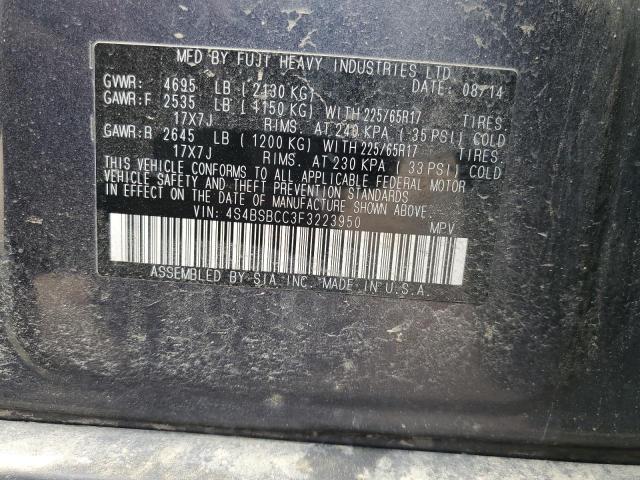 MFD BY FUJI HEAVY INDUSTRIES LTD.
GVWR: 4695 LB ( 2130 KG) DATE: 08/14
GAWR:F 2535 LB ( 1150 KG) WITH 225/65R17 TIRES.
17X7J RIMS. AT 240 KPA ( 35 PSI) COLD
GAWR:R 2645 LB ( 1200 KG) WITH 225/65R17 TIRES.
17X7J RIMS. AT 230 KPA ( 33 PSI) COLD
THIS VEHICLE CONFORMS TO ALL APPLICABLE FEDERAL MOTOR
VEHICLE SAFETY AND THEFT PREVENTION STANDARDS
IN EFFECT ON THE DATE OF MANUFACTURE SHOWN ABOVE.
VIN: 4S4BSBCC3F3223950 MPV
ASSEMBLED BY SIA INC. MADE IN U.S.A.